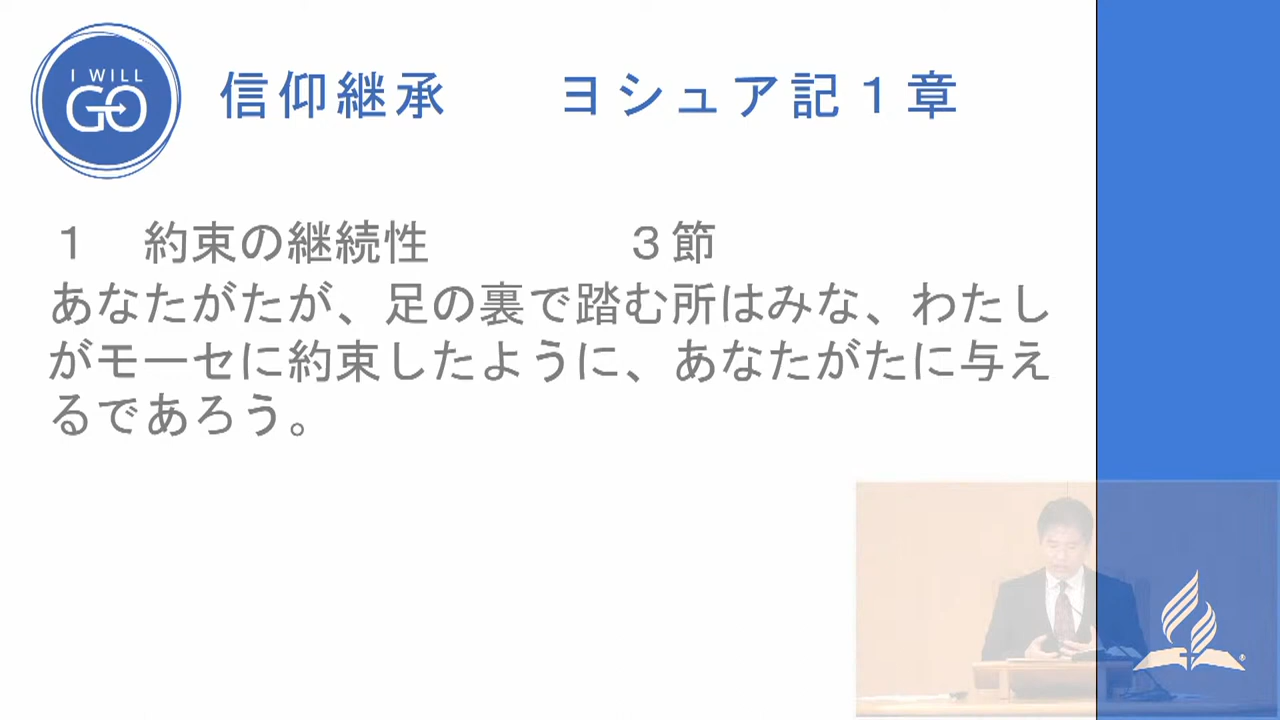 I WILL
GO
信仰継承　　ヨシュア記１章
１　約束の継続性　　　　３節
あなたがたが、足の裏で踏む所はみな、わたし
がモーセに約束したように、あなたがたに与え
るであろう。